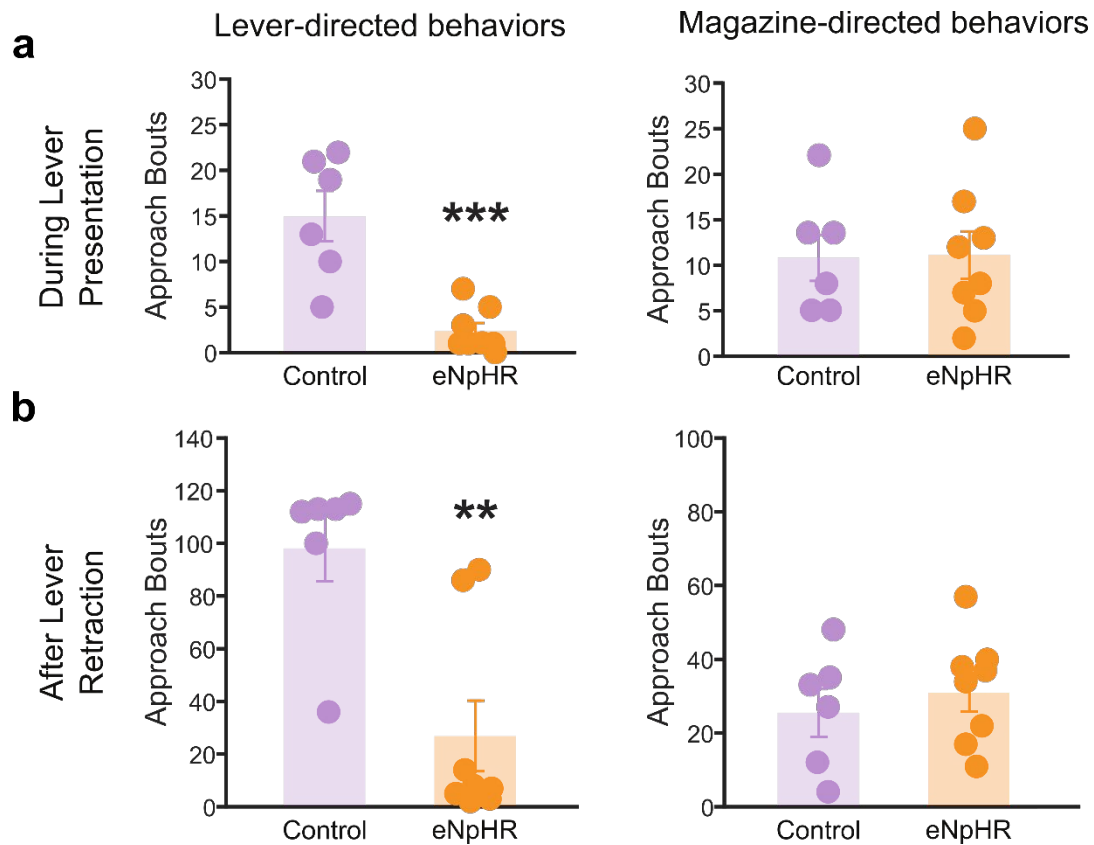 Lever-directed behaviors
Magazine-directed behaviors
a
During Lever
Presentation
Approach Bouts
30
25
20
15
10
5
0
***
Control
eNpHR
Approach Bouts
30
25
20
15
10
5
0
Control
eNpHR
b
After Lever
Retraction
Approach Bouts
140
120
100
80
60
40
20
0
**
Control
eNpHR
Approach Bouts
100
80
60
40
20
0
Control
eNpHR